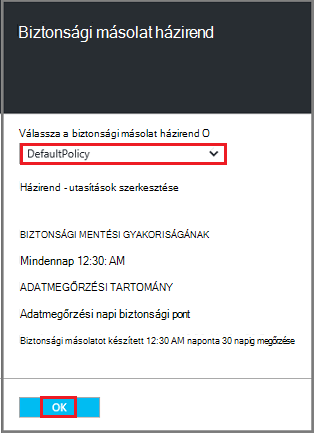 Biztonsági másolat házirend
Válassza a biztonsági másolat házirend O
DefaultPolicy
Házirend - utasítások szerkesztése
BIZTONSÁGI MENTÉSI GYAKORISÁGÁNAK
Mindennap 12:30: AM
ADATMEGŐRZÉSI TARTOMÁNY
Adatmegőrzési napi biztonsági pont
Biztonsági másolatot készített 12:30 AM naponta 30 napig megőrzése
OK